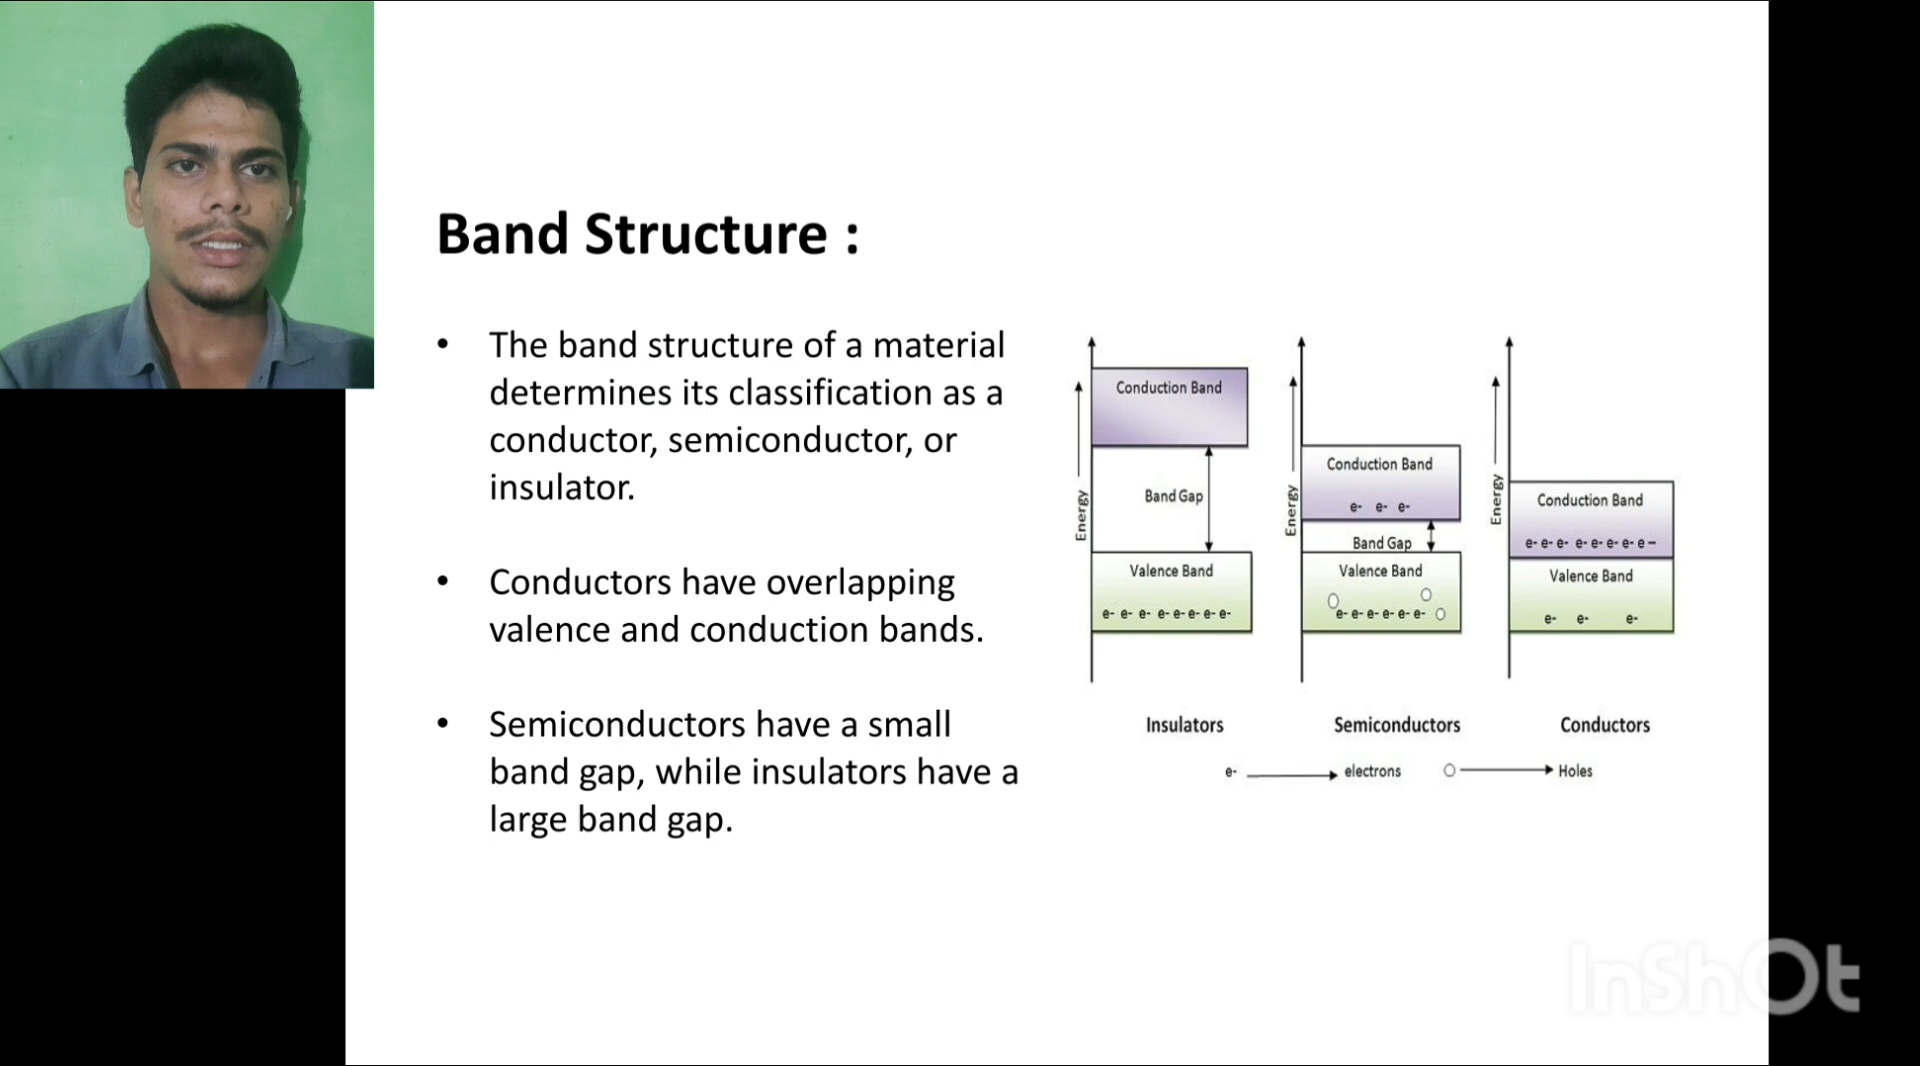 Band Structure :
• The band structure of a material
determines its classification as a
conductor, semiconductor, or
insulator.
• Conductors have overlapping
valence and conduction bands.
• Semiconductors have a small
band gap, while insulators have a
large band gap.
Energy
Conduction Band
Band Gap
Valence Band
e- e- e- e- e- e- e- e-
Insulators
Energy
Conduction Band
e- e- e-
Band Gap
Valence Band
e- e- e- e- e- e-
Semiconductors
Energy
Conduction Band
e- e- e- e- e- e- e- e –
Valence Band
e- e- e-
Conductors
e- electrons
Holes
InShOt